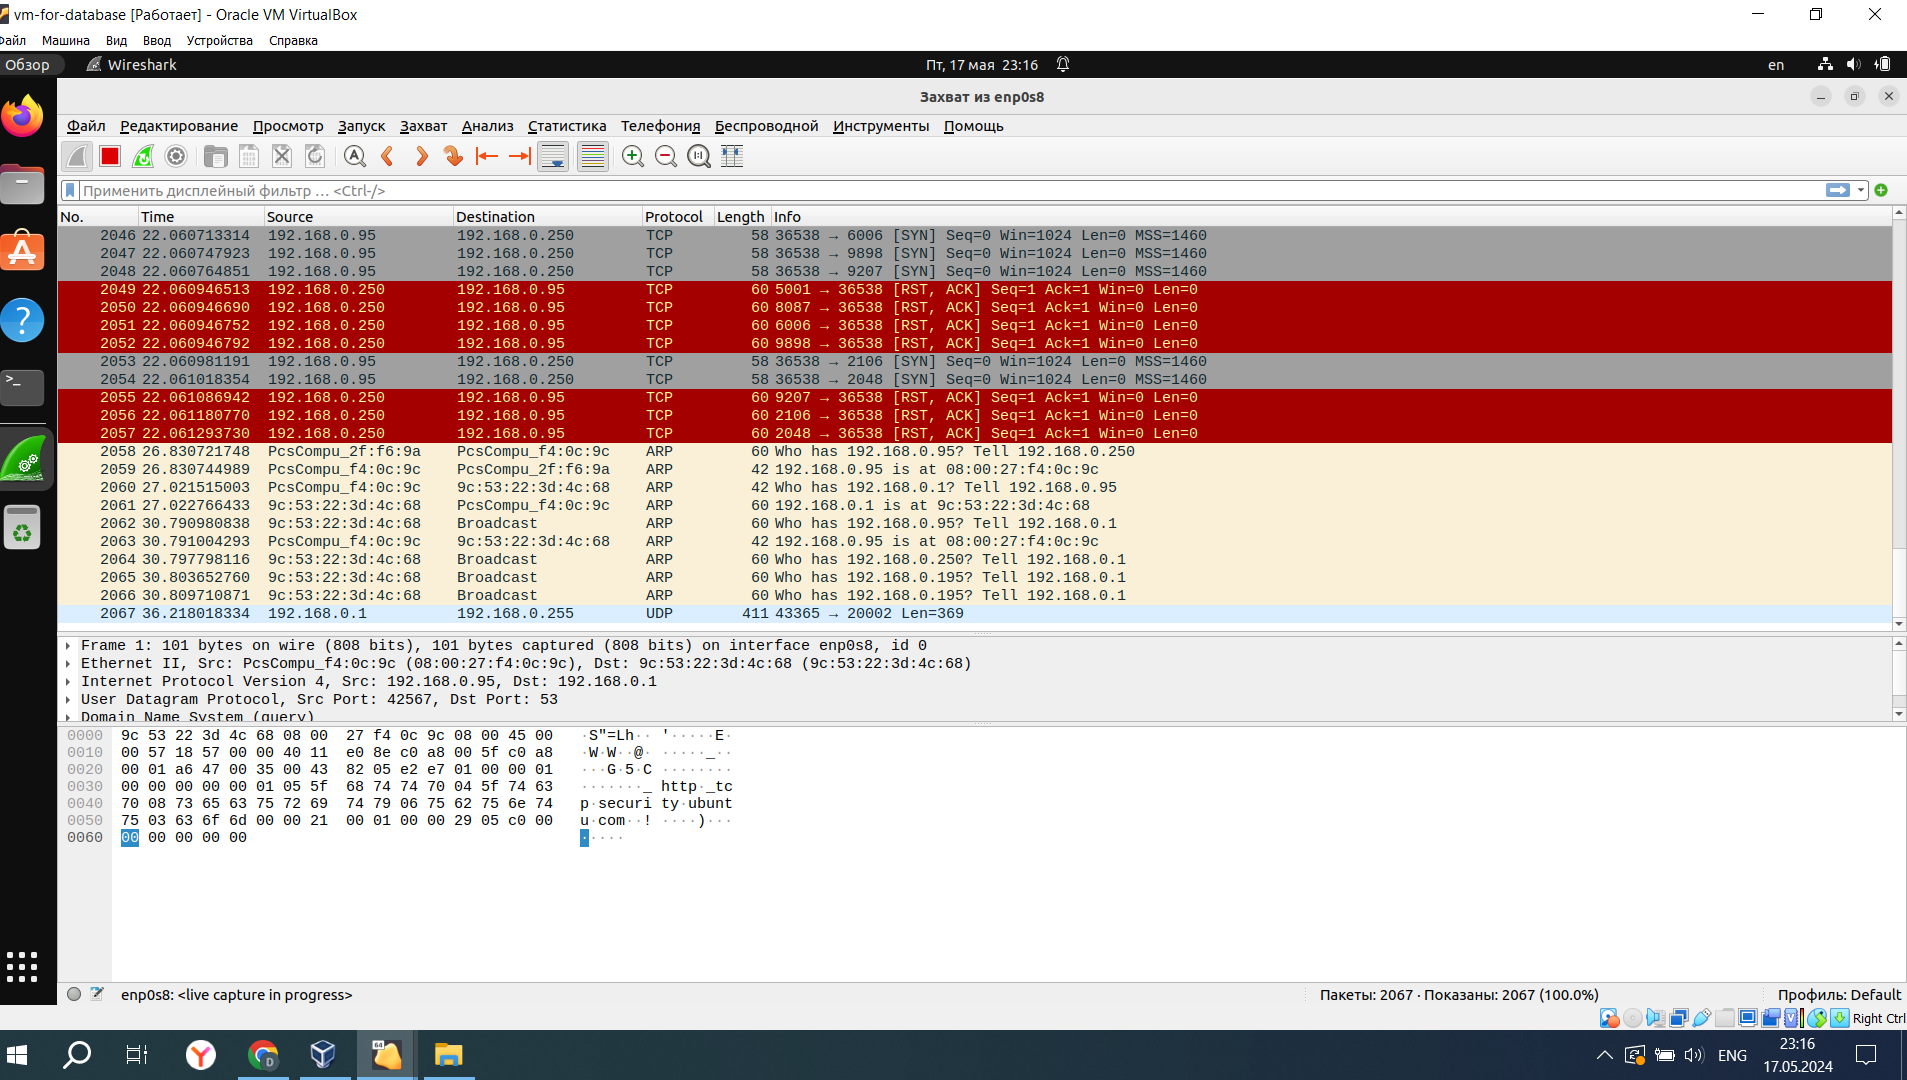 vm-for-database [Работает] - Oracle VM VirtualBox
Файл Машина Вид Ввод Устройства Справка
Обзор Wireshark Пт, 17 мая 23:16 en
Захват из enp0s8
Файл Редактирование Просмотр Запуск Захват Анализ Статистика Телефония Беспроводной Инструменты Помощь
Применить дисплейный фильтр … <Ctrl-/>
No. Time Source Destination Protocol Length Info
2046 22.060713314 192.168.0.95 192.168.0.250 TCP 58 36538 → 6006 [SYN] Seq=0 Win=1024 Len=0 MSS=1460
2047 22.060747923 192.168.0.95 192.168.0.250 TCP 58 36538 → 9898 [SYN] Seq=0 Win=1024 Len=0 MSS=1460
2048 22.060764851 192.168.0.95 192.168.0.250 TCP 58 36538 → 9207 [SYN] Seq=0 Win=1024 Len=0 MSS=1460
2049 22.060946513 192.168.0.250 192.168.0.95 TCP 60 5001 → 36538 [RST, ACK] Seq=1 Ack=1 Win=0 Len=0
2050 22.060946690 192.168.0.250 192.168.0.95 TCP 60 8087 → 36538 [RST, ACK] Seq=1 Ack=1 Win=0 Len=0
2051 22.060946752 192.168.0.250 192.168.0.95 TCP 60 6006 → 36538 [RST, ACK] Seq=1 Ack=1 Win=0 Len=0
2052 22.060946792 192.168.0.250 192.168.0.95 TCP 60 9898 → 36538 [RST, ACK] Seq=1 Ack=1 Win=0 Len=0
2053 22.060981191 192.168.0.95 192.168.0.250 TCP 58 36538 → 2106 [SYN] Seq=0 Win=1024 Len=0 MSS=1460
2054 22.061018354 192.168.0.95 192.168.0.250 TCP 58 36538 → 2048 [SYN] Seq=0 Win=1024 Len=0 MSS=1460
2055 22.061086942 192.168.0.250 192.168.0.95 TCP 60 9207 → 36538 [RST, ACK] Seq=1 Ack=1 Win=0 Len=0
2056 22.061180770 192.168.0.250 192.168.0.95 TCP 60 2106 → 36538 [RST, ACK] Seq=1 Ack=1 Win=0 Len=0
2057 22.061293730 192.168.0.250 192.168.0.95 TCP 60 2048 → 36538 [RST, ACK] Seq=1 Ack=1 Win=0 Len=0
2058 26.830721748 PcsCompu_2f:f6:9a PcsCompu_f4:0c:9c ARP 60 Who has 192.168.0.95? Tell 192.168.0.250
2059 26.830744989 PcsCompu_f4:0c:9c PcsCompu_2f:f6:9a ARP 42 192.168.0.95 is at 08:00:27:f4:0c:9c
2060 27.021515003 PcsCompu_f4:0c:9c 9c:53:22:3d:4c:68 ARP 42 Who has 192.168.0.1? Tell 192.168.0.95
2061 27.022766433 9c:53:22:3d:4c:68 PcsCompu_f4:0c:9c ARP 60 192.168.0.1 is at 9c:53:22:3d:4c:68
2062 30.790980838 9c:53:22:3d:4c:68 Broadcast ARP 60 Who has 192.168.0.95? Tell 192.168.0.1
2063 30.791004293 PcsCompu_f4:0c:9c 9c:53:22:3d:4c:68 ARP 42 192.168.0.95 is at 08:00:27:f4:0c:9c
2064 30.797798116 9c:53:22:3d:4c:68 Broadcast ARP 60 Who has 192.168.0.250? Tell 192.168.0.1
2065 30.803652760 9c:53:22:3d:4c:68 Broadcast ARP 60 Who has 192.168.0.195? Tell 192.168.0.1
2066 30.809710871 9c:53:22:3d:4c:68 Broadcast ARP 60 Who has 192.168.0.195? Tell 192.168.0.1
2067 36.218018334 192.168.0.1 192.168.0.255 UDP 411 43365 → 20002 Len=369
Frame 1: 101 bytes on wire (808 bits), 101 bytes captured (808 bits) on interface enp0s8, id 0
Ethernet II, Src: PcsCompu_f4:0c:9c (08:00:27:f4:0c:9c), Dst: 9c:53:22:3d:4c:68 (9c:53:22:3d:4c:68)
Internet Protocol Version 4, Src: 192.168.0.95, Dst: 192.168.0.1
User Datagram Protocol, Src Port: 42567, Dst Port: 53
Domain Name System (query)
0000 9c 53 22 3d 4c 68 08 00 27 f4 0c 9c 08 00 45 00 ·S"=Lh·· '·····E·
0010 00 57 18 57 00 00 40 11 e0 8e c0 a8 00 5f c0 a8 ·W·W··@· ·····_··
0020 00 01 a6 47 00 35 00 43 82 05 e2 e7 01 00 00 01 ···G·5·C ········
0030 00 00 00 00 00 01 05 5f 68 74 74 70 04 5f 74 63 ·······_ http·_tc
0040 70 08 73 65 63 75 72 69 74 79 06 75 62 75 6e 74 p·securi ty·ubunt
0050 75 03 63 6f 6d 00 00 21 00 01 00 00 29 05 c0 00 u·com··! ····)···
0060 00 00 00 00 00 ·····
enp0s8: <live capture in progress> Пакеты: 2067 · Показаны: 2067 (100.0%) Профиль: Default
Right Ctrl
ENG 23:16
17.05.2024